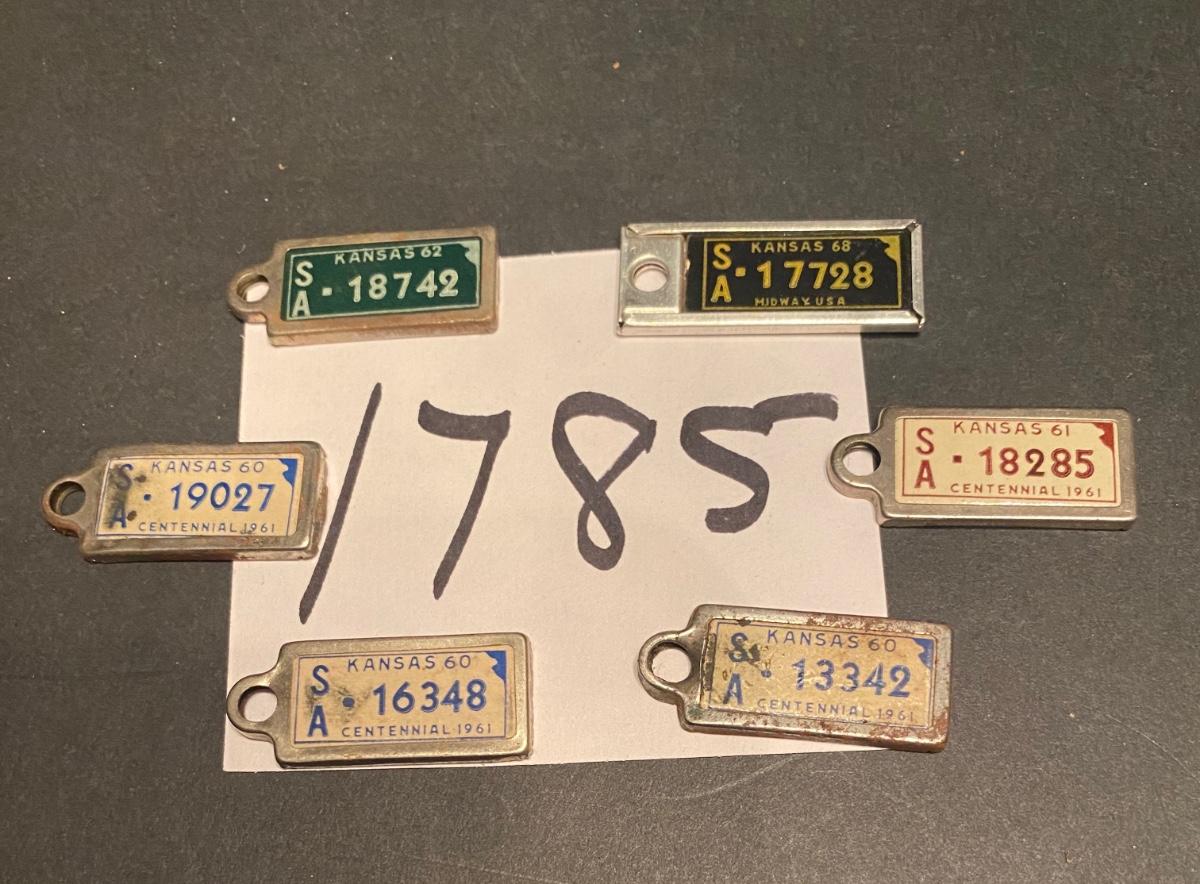 KANSAS 62
S A · 18742
KANSAS 68
S A · 17728
MIDWAY USA
1785
KANSAS 60
S A · 19027
CENTENNIAL 1961
KANSAS 61
S A · 18285
CENTENNIAL 1961
KANSAS 60
S A · 16348
CENTENNIAL 1961
KANSAS 60
S A · 13342
CENTENNIAL 1961